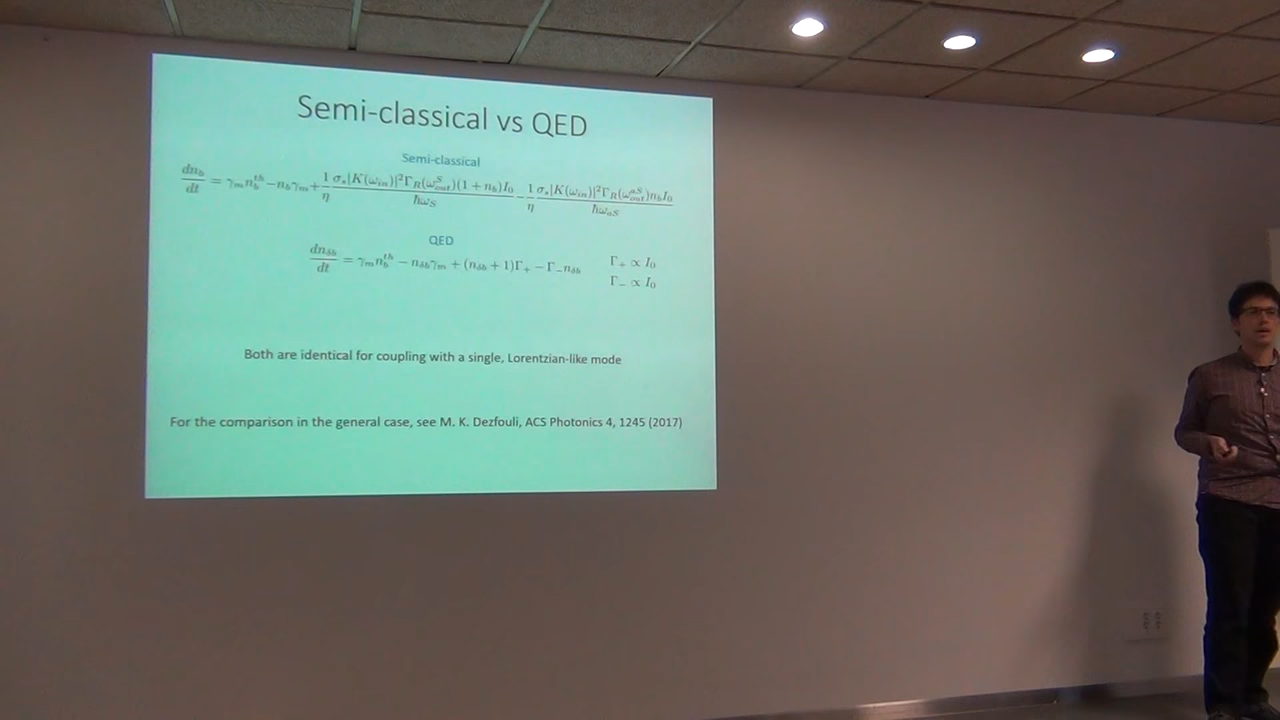 Semi-classical vs QED
Semi-classical
dn_b/dt = γ_m n_b^th − n_b γ_m + 1/η σ_s|K(ω_in)|²Γ_R(ω_out^S)(1 + n_b)I_0/ħω_S − 1/η σ_s|K(ω_in)|²Γ_R(ω_out^aS)n_b I_0/ħω_aS
QED
dn_δb/dt = γ_m n_b^th − n_δb γ_m + (n_δb + 1)Γ_+ − Γ_− n_δb
Γ_+ ∝ I_0
Γ_− ∝ I_0
Both are identical for coupling with a single, Lorentzian-like mode
For the comparison in the general case, see M. K. Dezfouli, ACS Photonics 4, 1245 (2017)